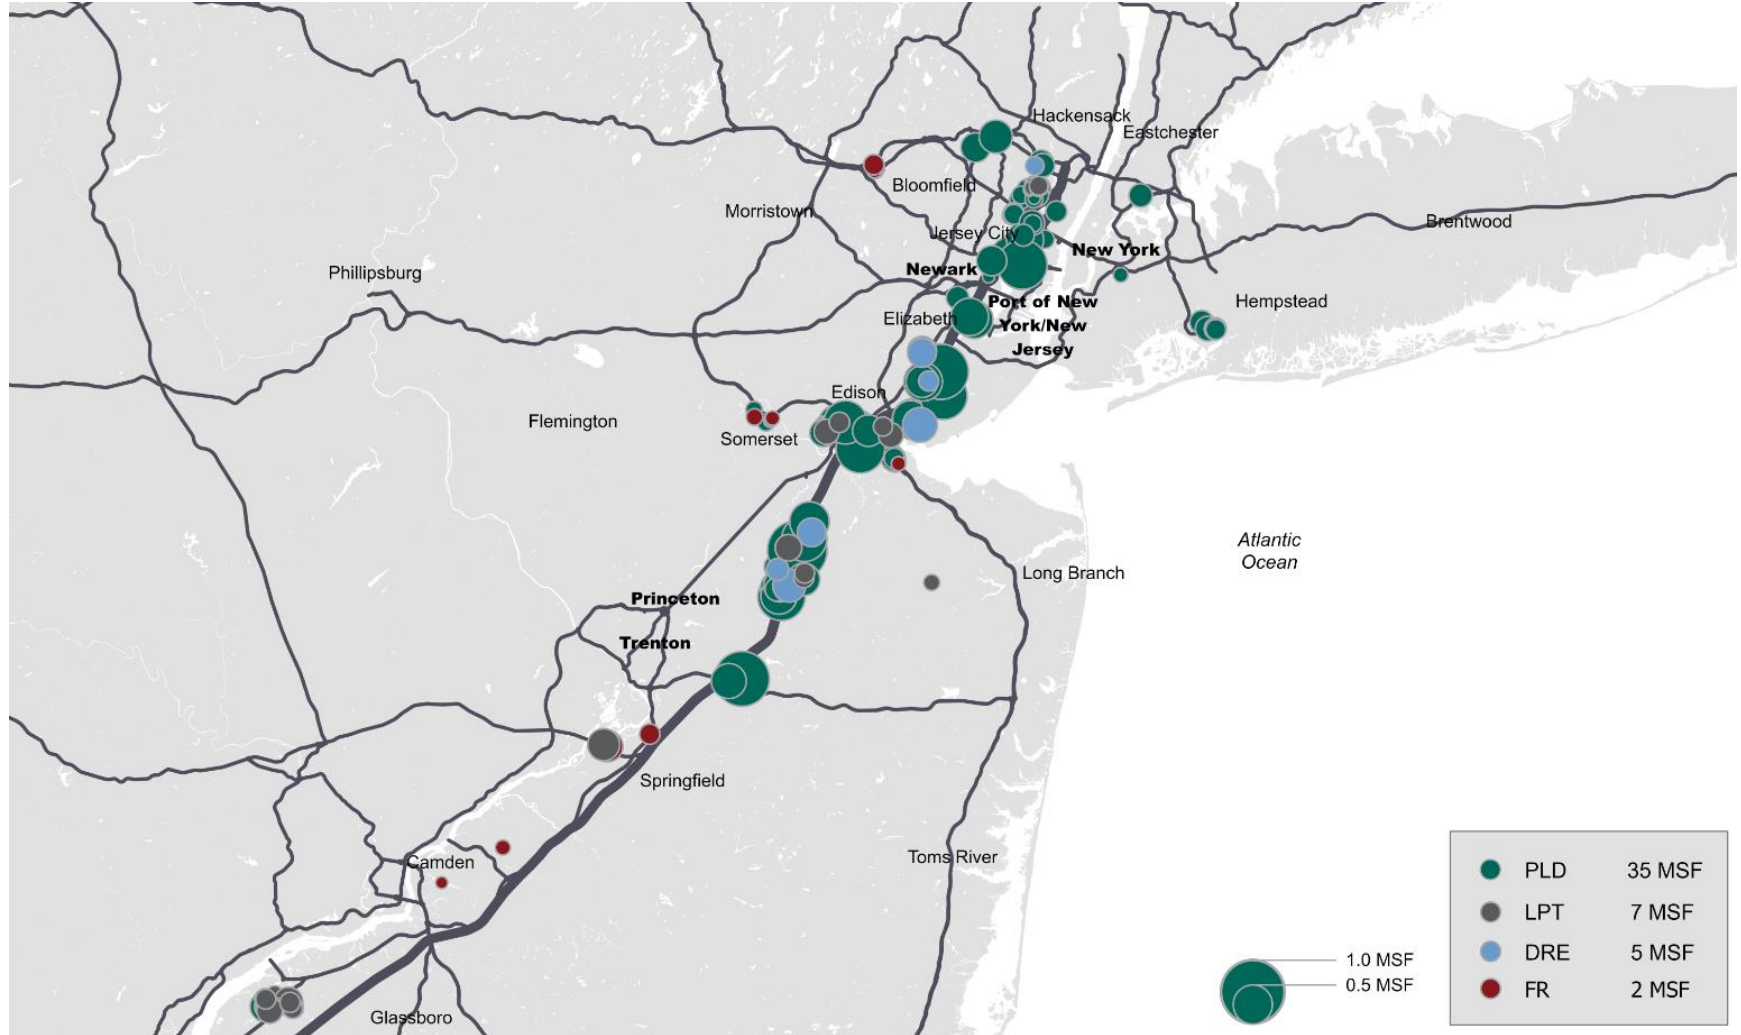 Hackensack
Eastchester
Bloomfield
Morristown
Brentwood
Jersey City
New York
Newark
Phillipsburg
Port of New
York/New
Jersey
Hempstead
Elizabeth
Edison
Flemington
Somerset
Atlantic
Ocean
Long Branch
Princeton
Trenton
Springfield
Toms River
Camden
Glassboro
1.0 MSF
0.5 MSF
PLD 35 MSF
LPT 7 MSF
DRE 5 MSF
FR 2 MSF